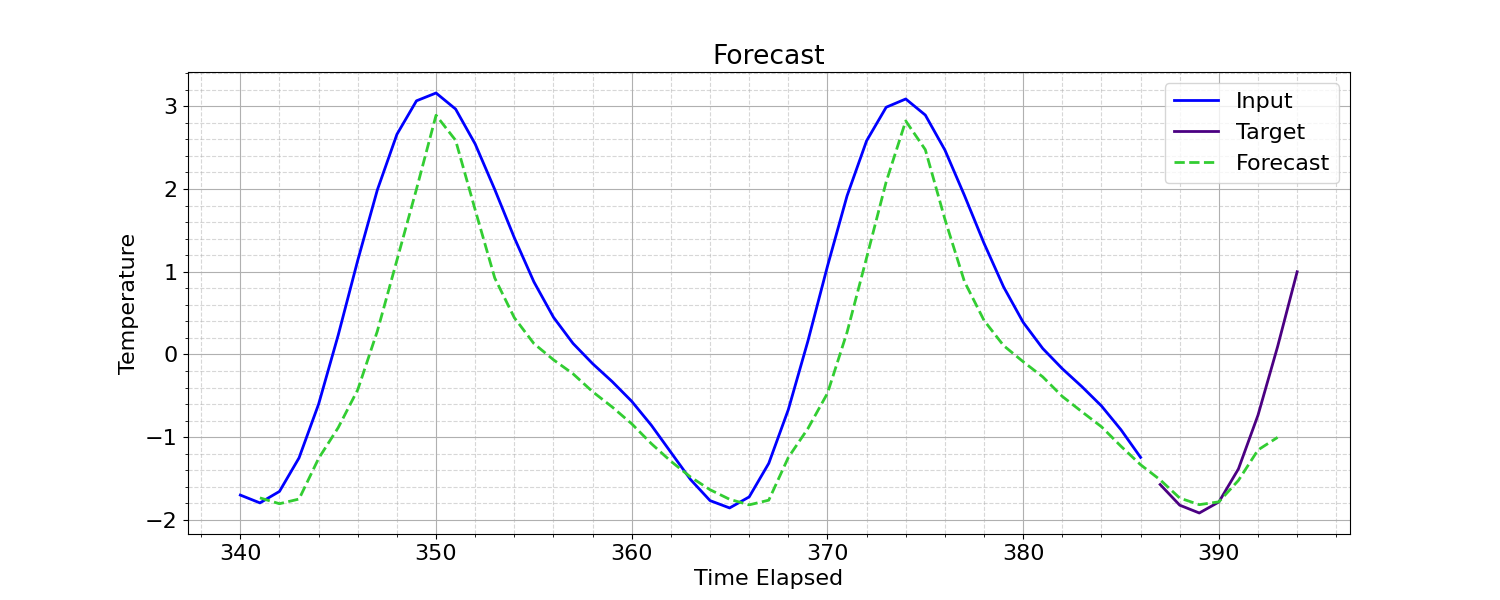 Forecast
Temperature
3
2
1
0
−1
−2
340
350
360
370
380
390
Time Elapsed
Input
Target
Forecast